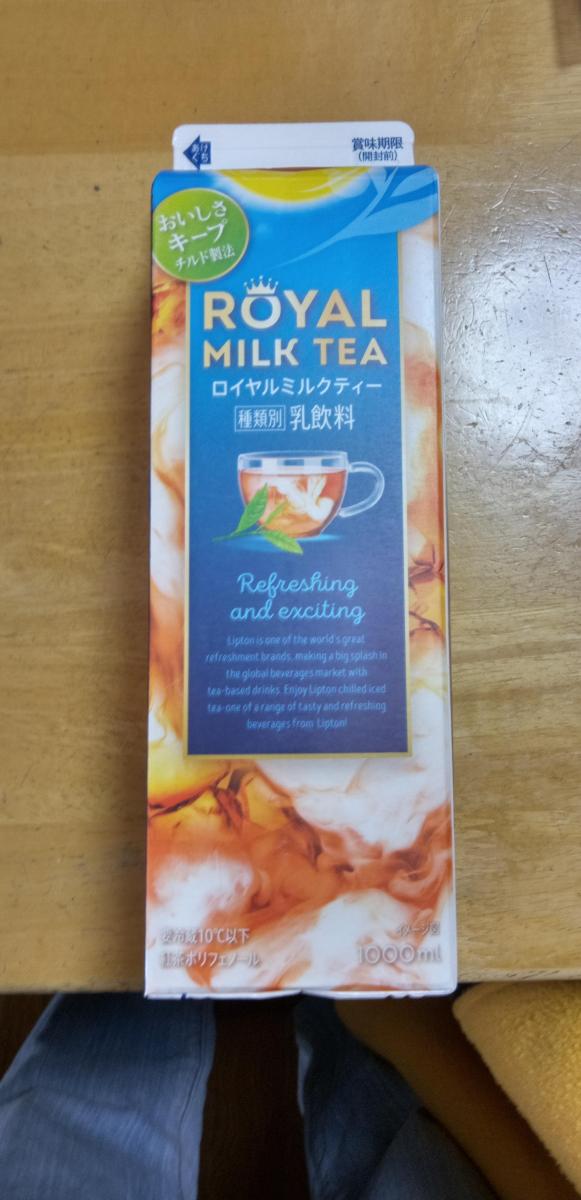 あけ
くち
賞味期限
(開封前)
おいしさ
キープ
チルド製法
ROYAL
MILK TEA
ロイヤルミルクティー
種類別 乳飲料
Refreshing
and exciting
Lipton is one of the world's great
refreshment brands, making a big splash in
the global beverages market with
tea-based drinks. Enjoy Lipton chilled iced
tea-one of a range of tasty and refreshing
beverages from Lipton!
要冷蔵10℃以下
紅茶ポリフェノール
イメージ図
1000ml